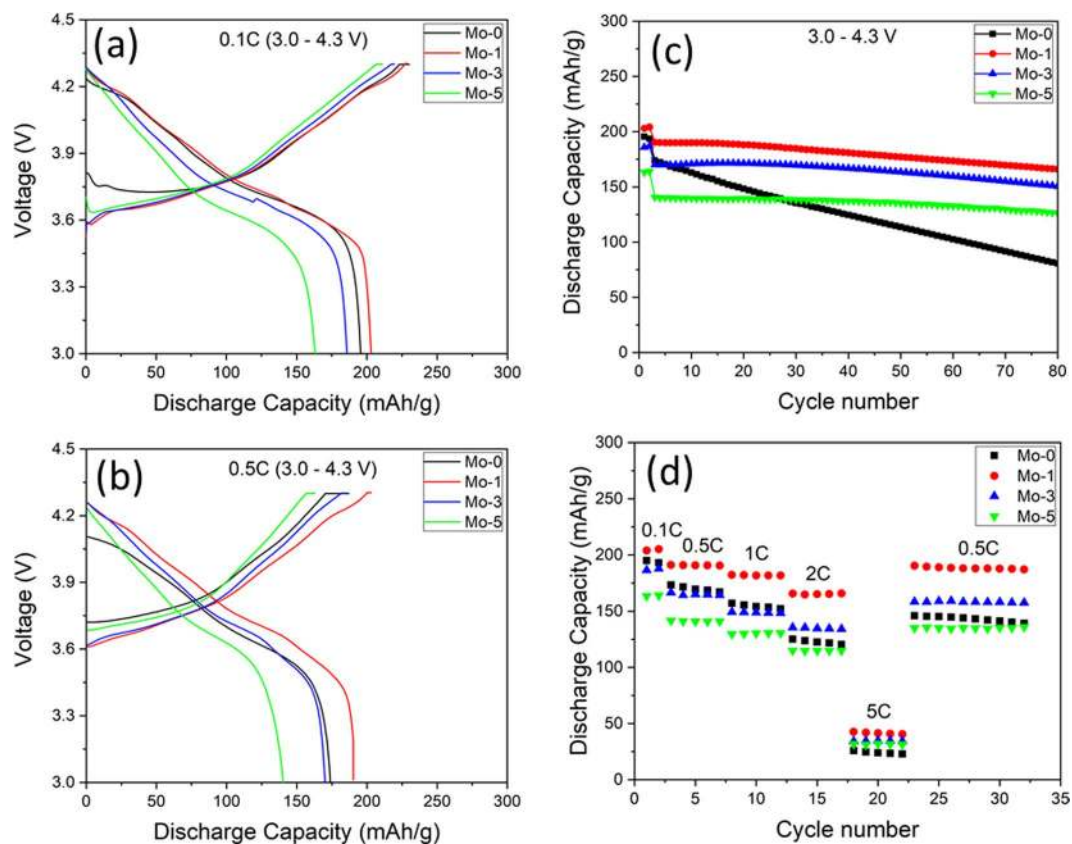 (a)
0.1C (3.0 - 4.3 V)
Mo-0
Mo-1
Mo-3
Mo-5
4.5
4.2
3.9
3.6
3.3
3.0
Voltage (V)
0 50 100 150 200 250 300
Discharge Capacity (mAh/g)
(c)
3.0 - 4.3 V
Mo-0
Mo-1
Mo-3
Mo-5
300
250
200
150
100
50
0
Discharge Capacity (mAh/g)
0 10 20 30 40 50 60 70 80
Cycle number
(b)
0.5C (3.0 - 4.3 V)
Mo-0
Mo-1
Mo-3
Mo-5
4.5
4.2
3.9
3.6
3.3
3.0
Voltage (V)
0 50 100 150 200 250 300
Discharge Capacity (mAh/g)
(d)
Mo-0
Mo-1
Mo-3
Mo-5
0.1C
0.5C
1C
2C
5C
0.5C
300
250
200
150
100
50
0
Discharge Capacity (mAh/g)
0 5 10 15 20 25 30 35
Cycle number